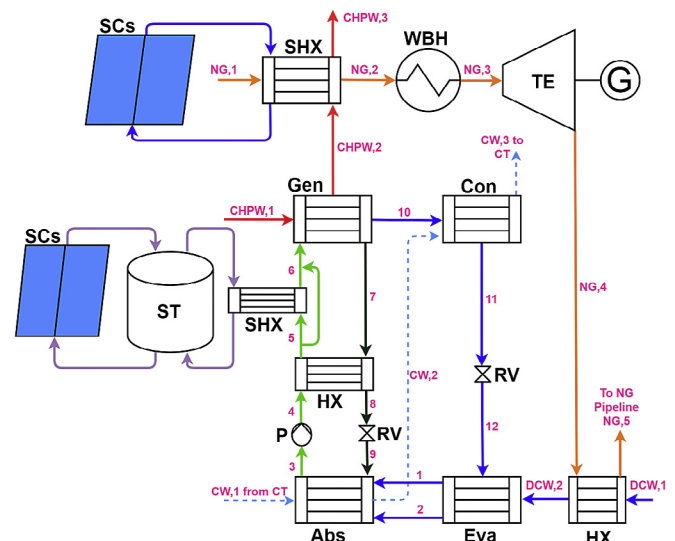 SCs
CHPW,3
SHX
WBH
NG,1
NG,2
NG,3
TE
G
CHPW,2
CW,3 to
CT
Gen
Con
CHPW,1
10
SCs
6
7
11
NG,4
ST
SHX
5
CW,2
RV
HX
4
8
To NG
Pipeline
NG,5
P
RV
12
3
9
CW,1 from CT
1
DCW,2
DCW,1
2
Abs
Eva
HX